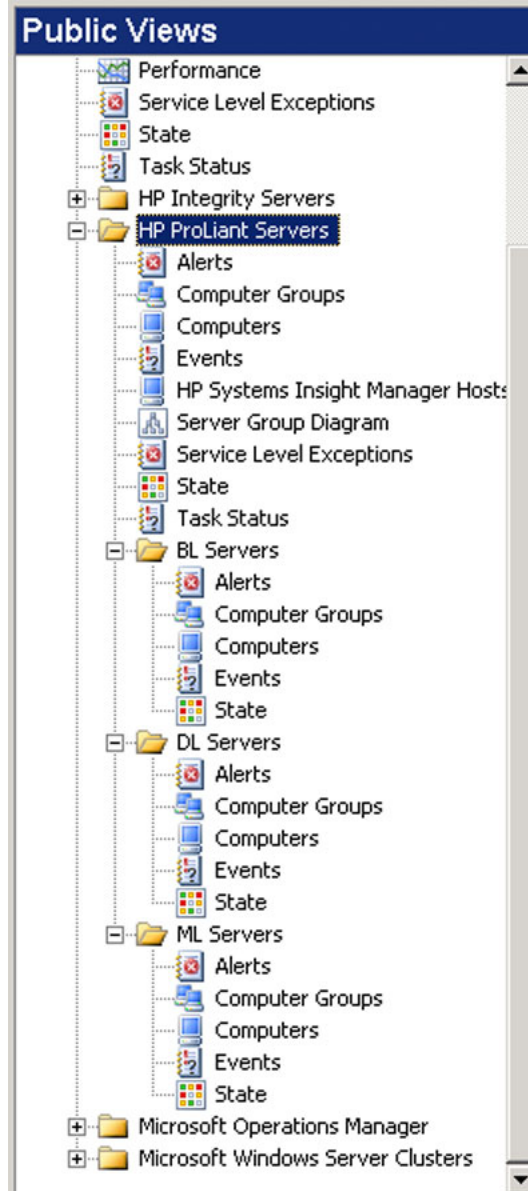 Public Views
Performance
Service Level Exceptions
State
Task Status
HP Integrity Servers
HP ProLiant Servers
Alerts
Computer Groups
Computers
Events
HP Systems Insight Manager Hosts
Server Group Diagram
Service Level Exceptions
State
Task Status
BL Servers
Alerts
Computer Groups
Computers
Events
State
DL Servers
Alerts
Computer Groups
Computers
Events
State
ML Servers
Alerts
Computer Groups
Computers
Events
State
Microsoft Operations Manager
Microsoft Windows Server Clusters